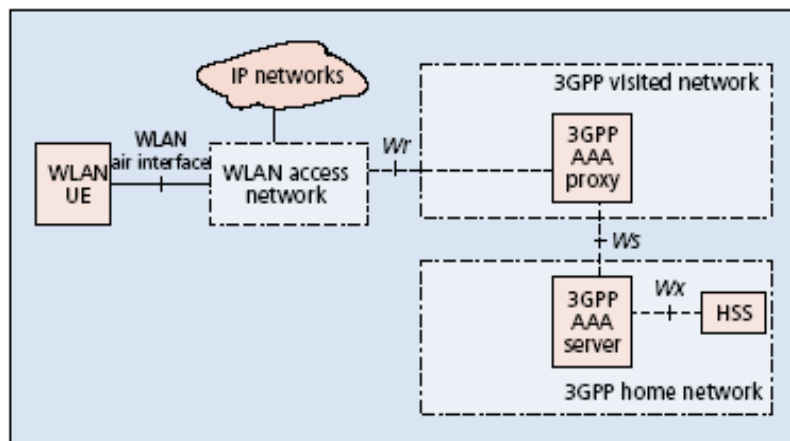 IP networks
3GPP visited network
WLAN
air interface
Wr
3GPP
AAA
proxy
WLAN
UE
WLAN access
network
Ws
3GPP
AAA
server
Wx
HSS
3GPP home network